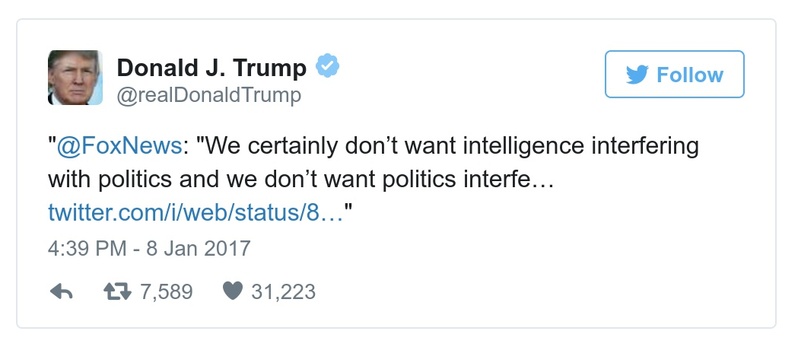 Donald J. Trump
@realDonaldTrump
Follow
"@FoxNews: "We certainly don’t want intelligence interfering
with politics and we don’t want politics interfe…
twitter.com/i/web/status/8…"
4:39 PM - 8 Jan 2017
7,589 31,223